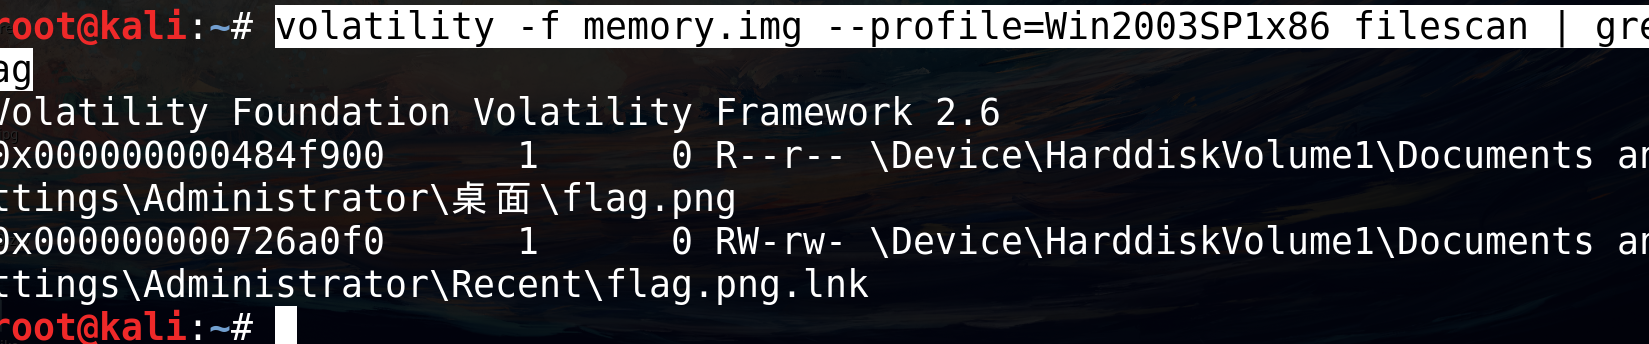 root@kali:~# volatility -f memory.img --profile=Win2003SP1x86 filescan | gre
ag
Volatility Foundation Volatility Framework 2.6
0x000000000484f900      1      0 R--r-- \Device\HarddiskVolume1\Documents an
ttings\Administrator\桌面\flag.png
0x000000000726a0f0      1      0 RW-rw- \Device\HarddiskVolume1\Documents an
ttings\Administrator\Recent\flag.png.lnk
root@kali:~#